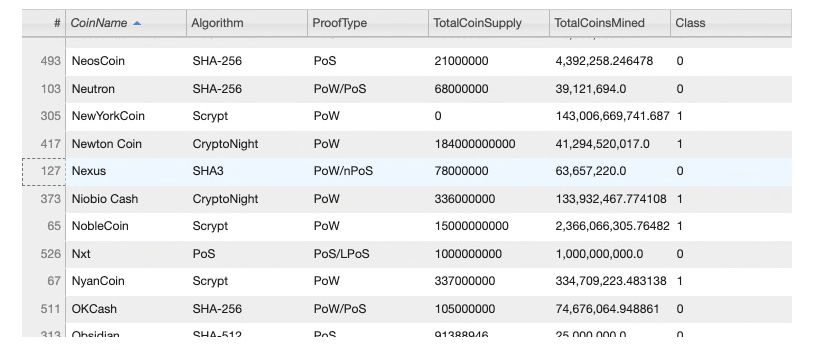 # CoinName Algorithm ProofType TotalCoinSupply TotalCoinsMined Class
493 NeosCoin SHA-256 PoS 21000000 4,392,258.246478 0
103 Neutron SHA-256 PoW/PoS 68000000 39,121,694.0 0
305 NewYorkCoin Scrypt PoW 0 143,006,669,741.687 1
417 Newton Coin CryptoNight PoW 184000000000 41,294,520,017.0 1
127 Nexus SHA3 PoW/nPoS 78000000 63,657,220.0 0
373 Niobio Cash CryptoNight PoW 336000000 133,932,467.774108 1
65 NobleCoin Scrypt PoW 15000000000 2,366,066,305.76482 1
526 Nxt PoS PoS/LPoS 1000000000 1,000,000,000.0 0
67 NyanCoin Scrypt PoW 337000000 334,709,223.483138 1
511 OKCash SHA-256 PoW/PoS 105000000 74,676,064.948861 0
313 Obsidian SHA-512 PoS 91388946 25,000,000.0 0